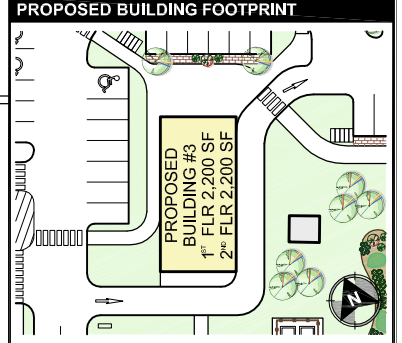 PROPOSED BUILDING FOOTPRINT
PROPOSED
BUILDING #3
1ST FLR 2,200 SF
2ND FLR 2,200 SF
N